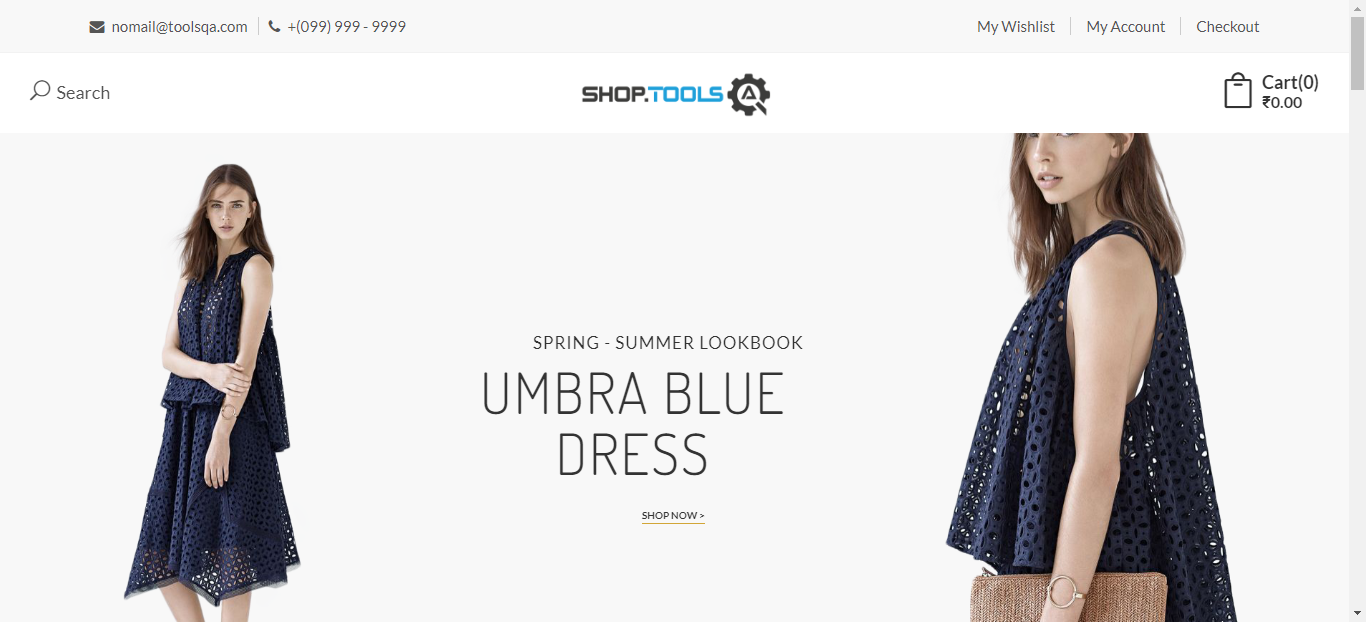 nomail@toolsqa.com
+(099) 999 - 9999
My Wishlist
My Account
Checkout
Search
SHOP.TOOLS
Cart(0)
₹0.00
SPRING - SUMMER LOOKBOOK
UMBRA BLUE
DRESS
SHOP NOW >